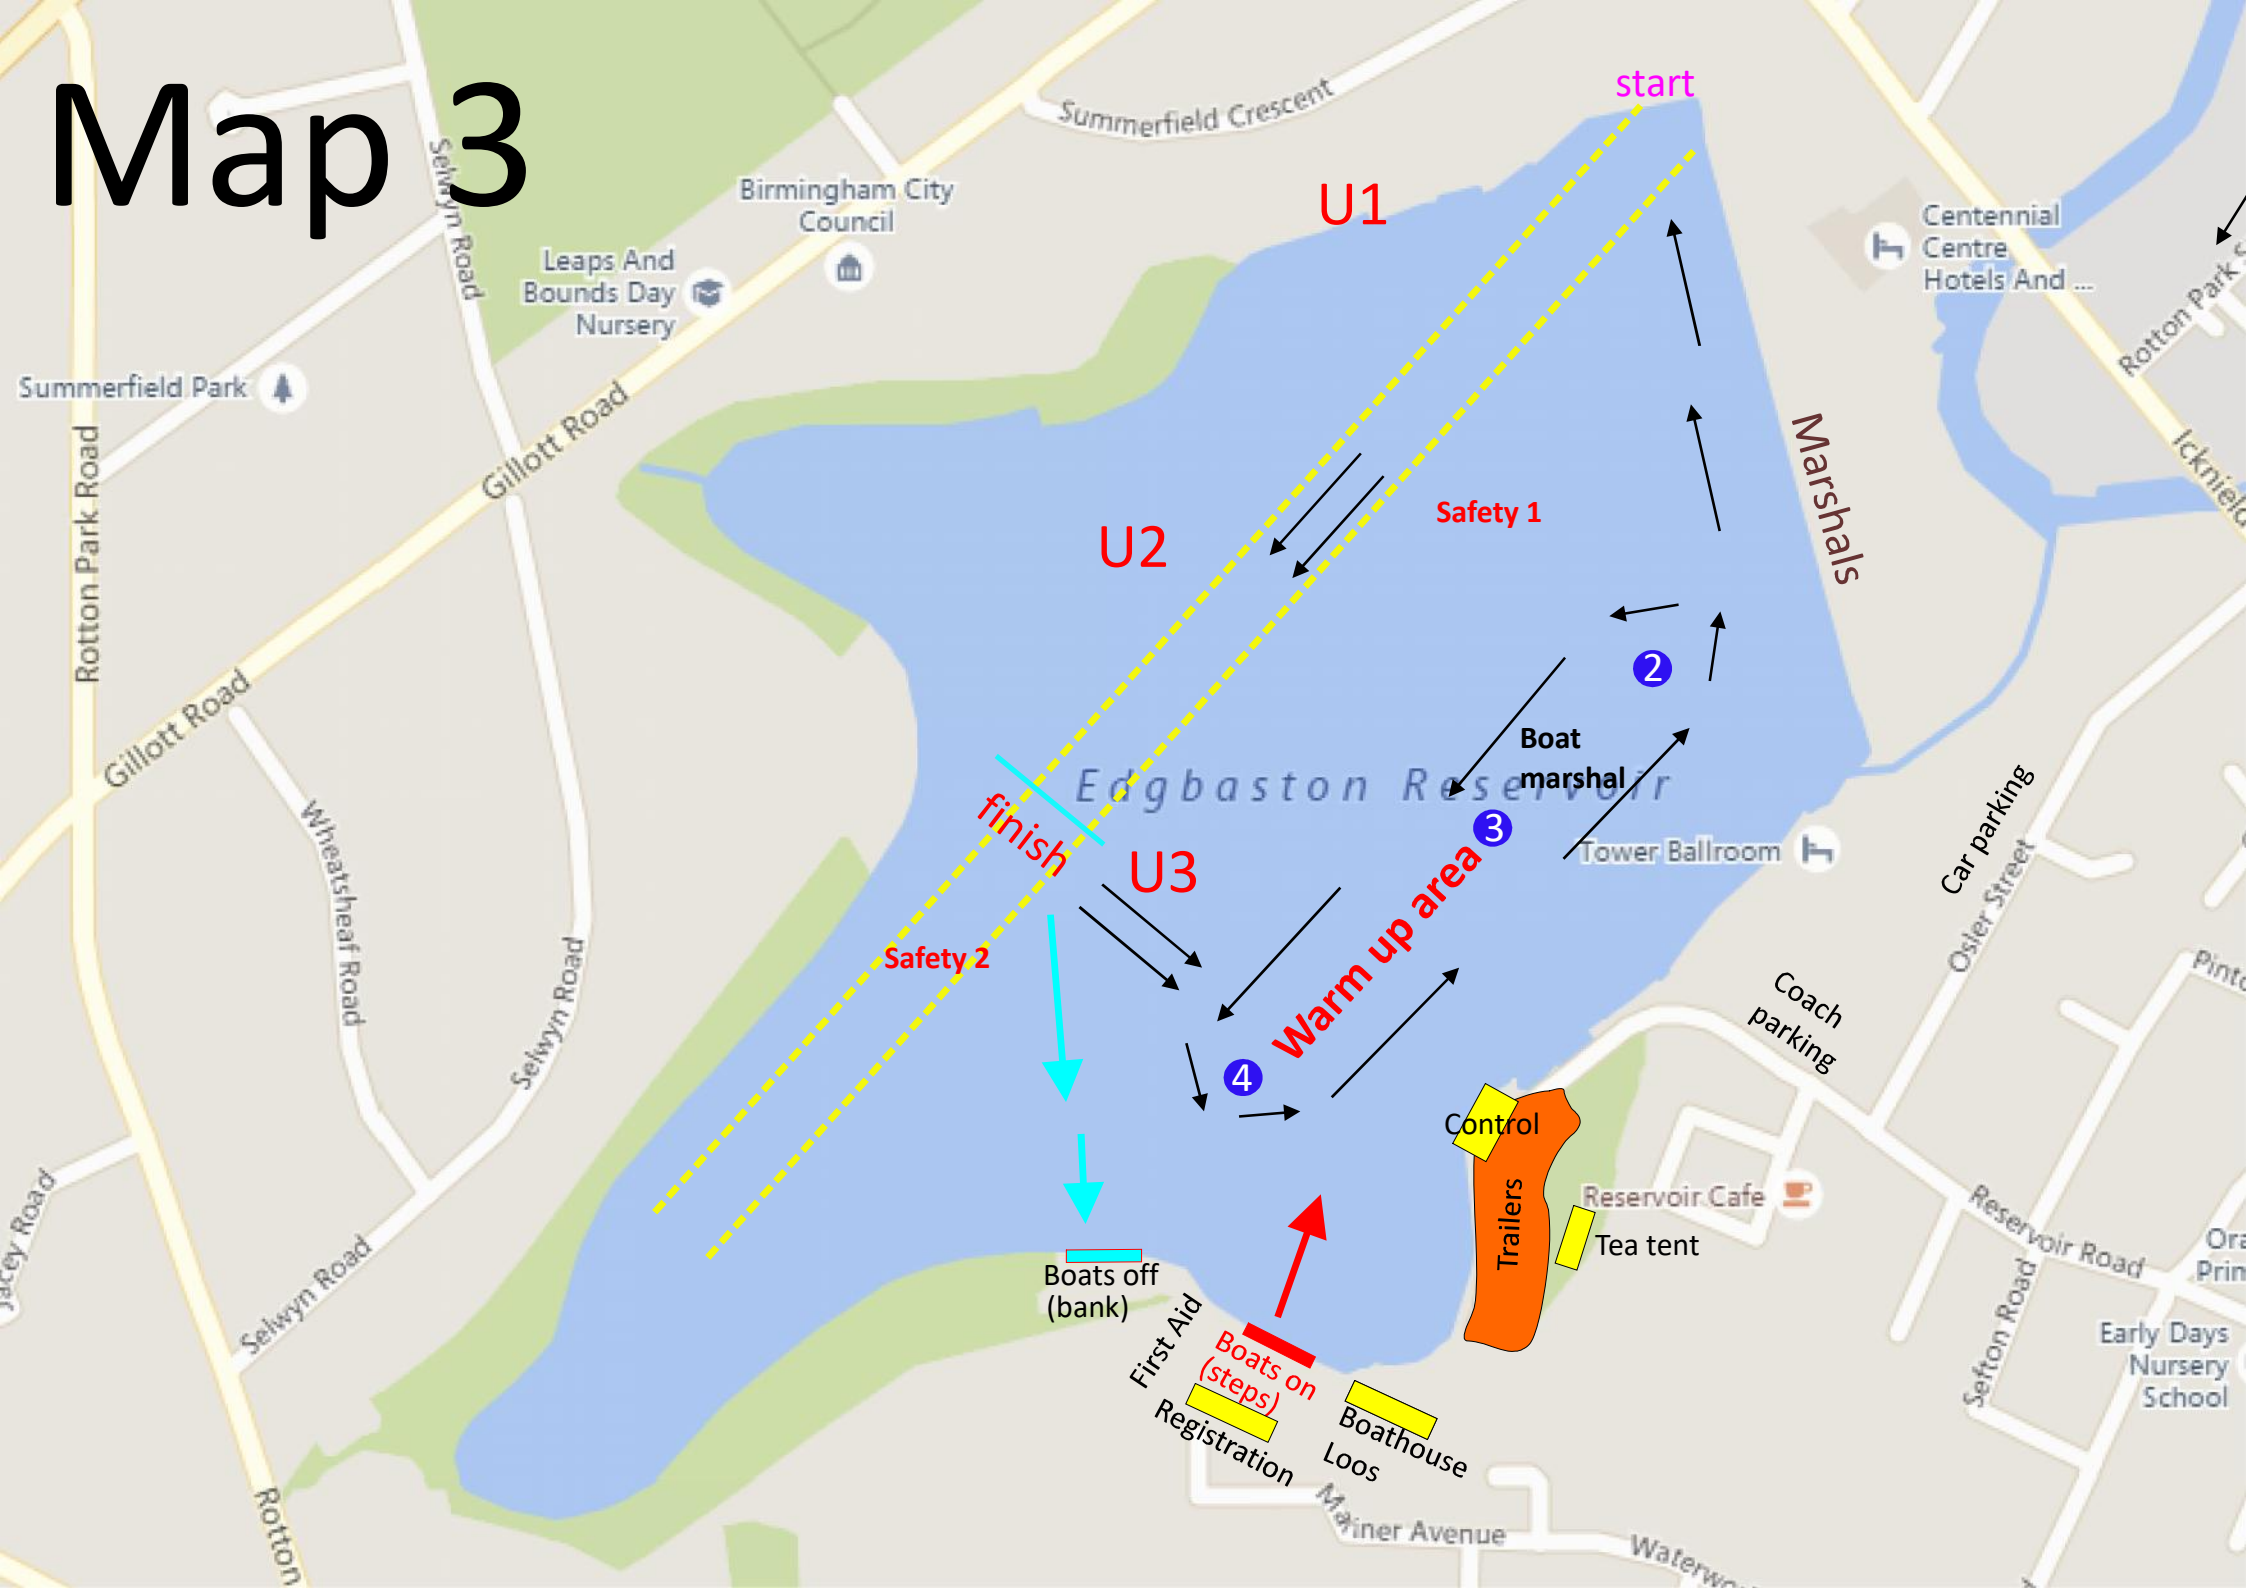 Map 3
start
Summerfield Crescent
Selwyn Road
Birmingham City
Council
U1
Centennial
Centre
Hotels And ...
Leaps And
Bounds Day
Nursery
Summerfield Park
Gillott Road
Rotton Park Road
Marshals
Safety 1
U2
2
Gillott Road
Boat
marshal
Edgbaston Reservoir
finish
3
Tower Ballroom
Car parking
Osler Street
U3
Wheatsheaf Road
Selwyn Road
Safety 2
Warm up area
Coach
parking
4
Control
Trailers
Reservoir Cafe
Tea tent
Reservoir Road
Selwyn Road
Boats off
(bank)
First Aid
Boats on
(steps)
Registration
Boathouse
Loos
Sefton Road
Early Days
Nursery
School
Rotton
Mariner Avenue